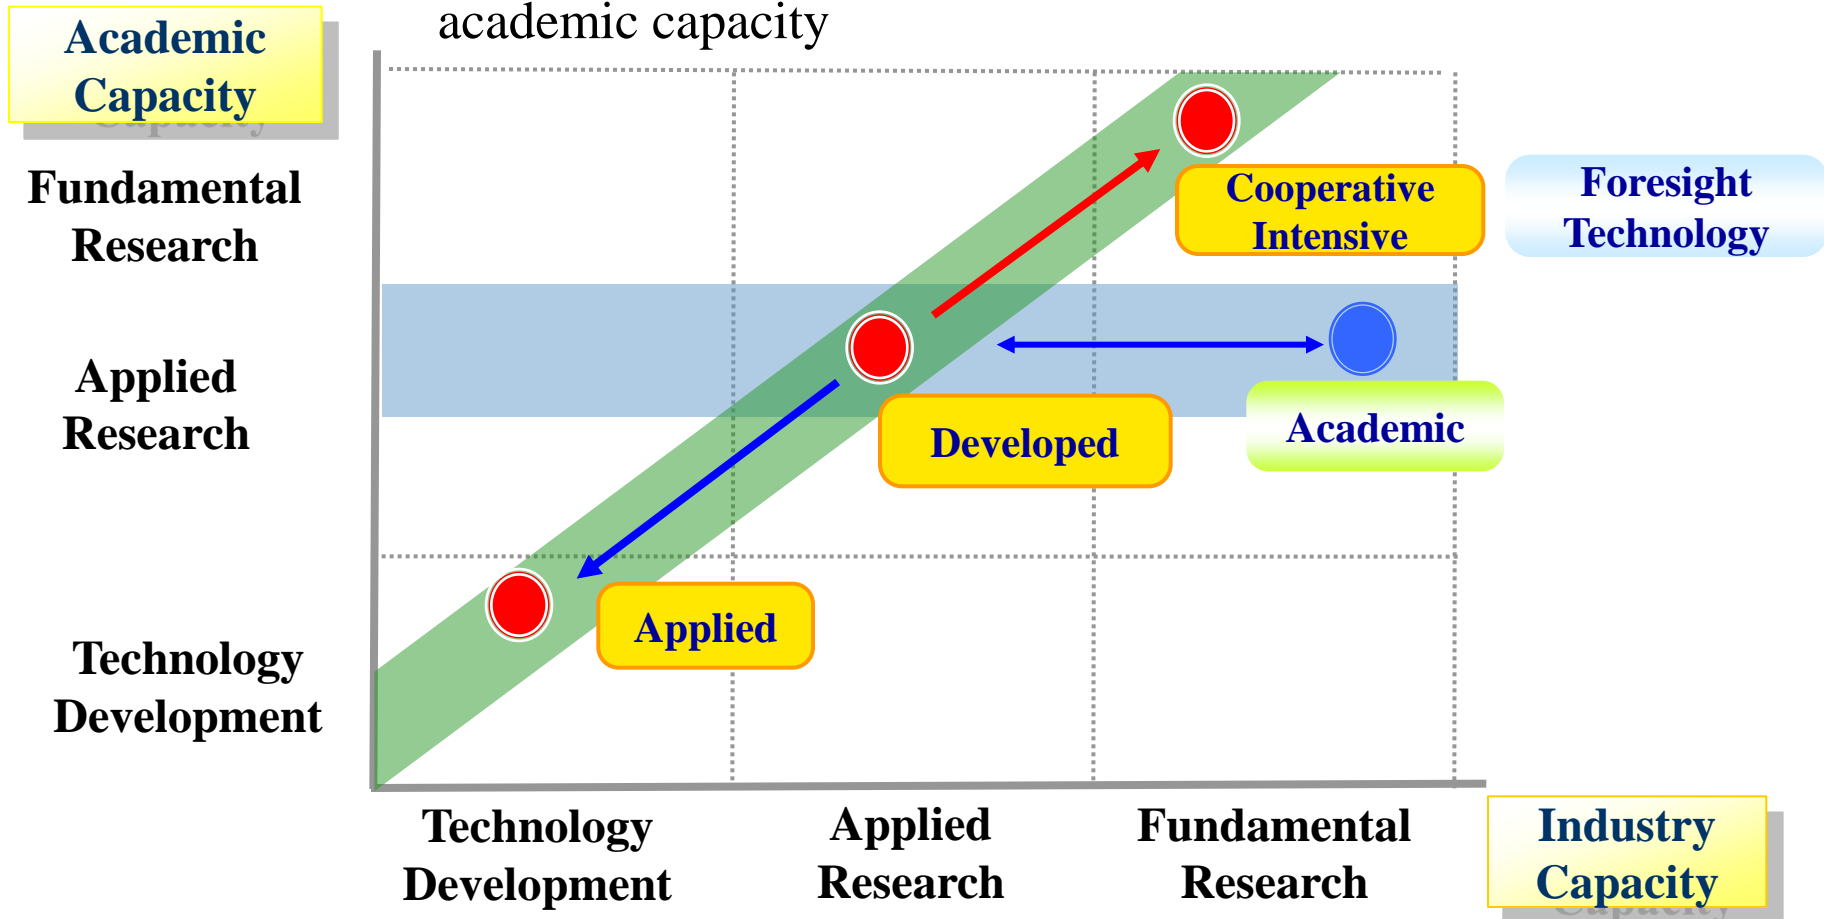 academic capacity
Academic
Capacity
Fundamental
Research
Cooperative
Intensive
Foresight
Technology
Applied
Research
Developed
Academic
Applied
Technology
Development
Technology
Development
Applied
Research
Fundamental
Research
Industry
Capacity